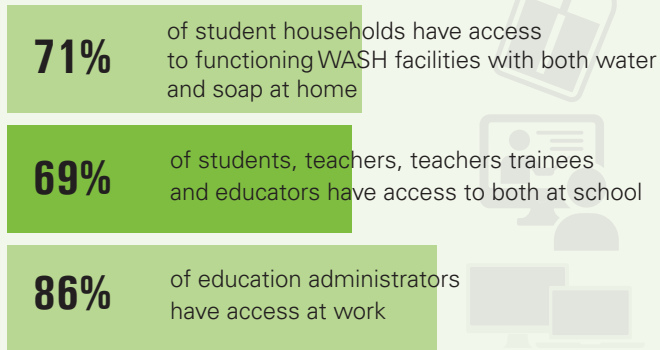 71%
of student households have access
to functioning WASH facilities with both water
and soap at home
69%
of students, teachers, teachers trainees
and educators have access to both at school
86%
of education administrators
have access at work